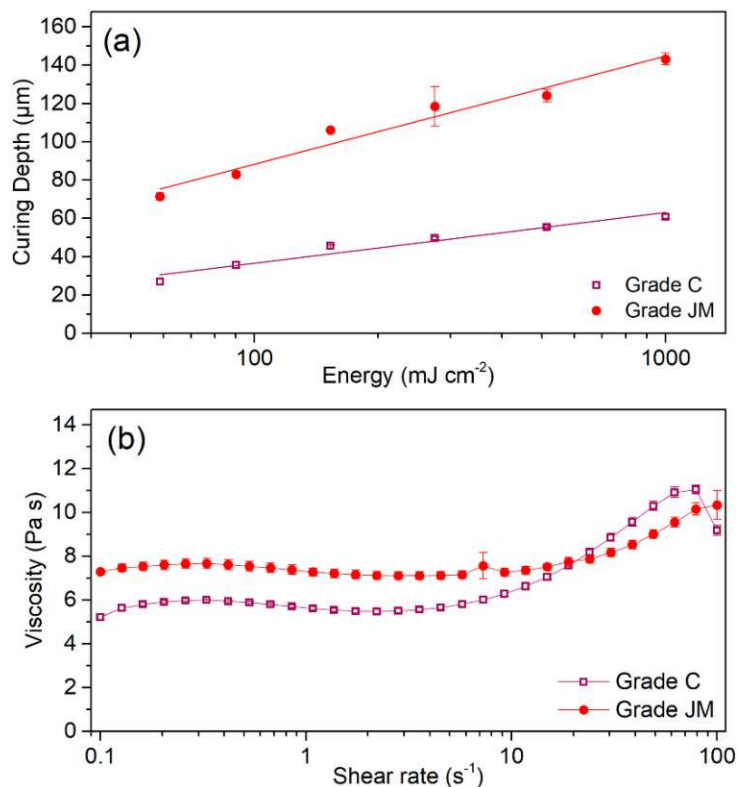 (a)
160
140
120
100
80
60
40
20
0
Curing Depth (μm)
Grade C
Grade JM
100
1000
Energy (mJ cm⁻²)
(b)
14
12
10
8
6
4
2
0
Viscosity (Pa s)
Grade C
Grade JM
0.1
1
10
100
Shear rate (s⁻¹)